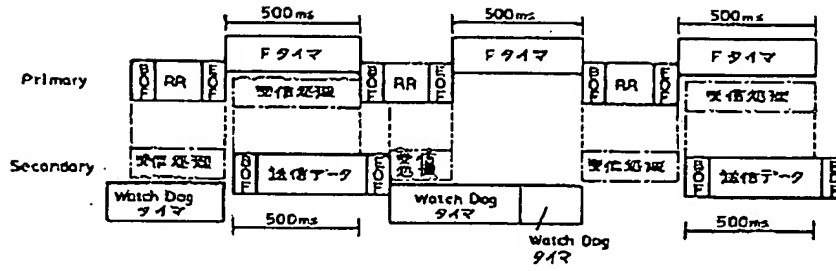 500ms 500ms 500ms
Fタイマ Fタイマ Fタイマ
Primary BOF RR EOF BOF RR EOF BOF RR EOF
受信処理 受信処理
Secondary 受信処理 BOF 送信データ EOF 受信処理 受信処理 BOF 送信データ EOF
Watch Dog タイマ
Watch Dog タイマ
500ms 500ms
Watch Dog
タイマ